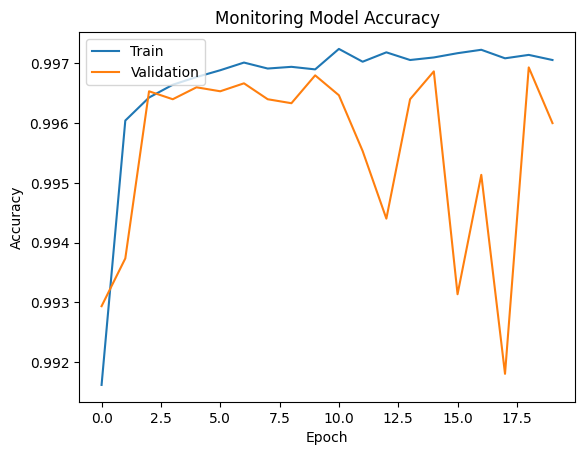 Monitoring Model Accuracy
Train
Validation
0.997
0.996
0.995
0.994
0.993
0.992
Accuracy
0.0 2.5 5.0 7.5 10.0 12.5 15.0 17.5
Epoch